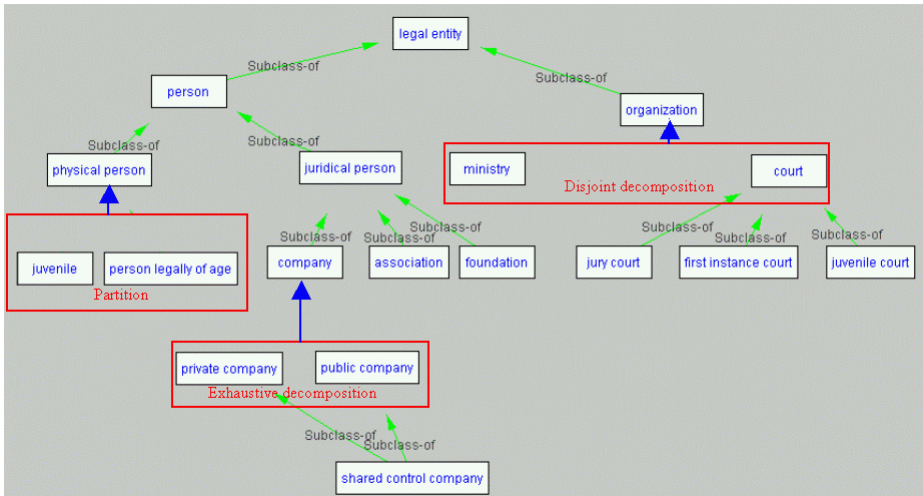 legal entity
Subclass-of
Subclass-of
person
organization
Subclass-of
Subclass-of
physical person
juridical person
ministry
court
Disjoint decomposition
Subclass-of
Subclass-of
Subclass-of
Subclass-of
Subclass-of
Subclass-of
juvenile
person legally of age
company
association
foundation
jury court
first instance court
juvenile court
Partition
private company
public company
Exhaustive decomposition
Subclass-of
Subclass-of
shared control company